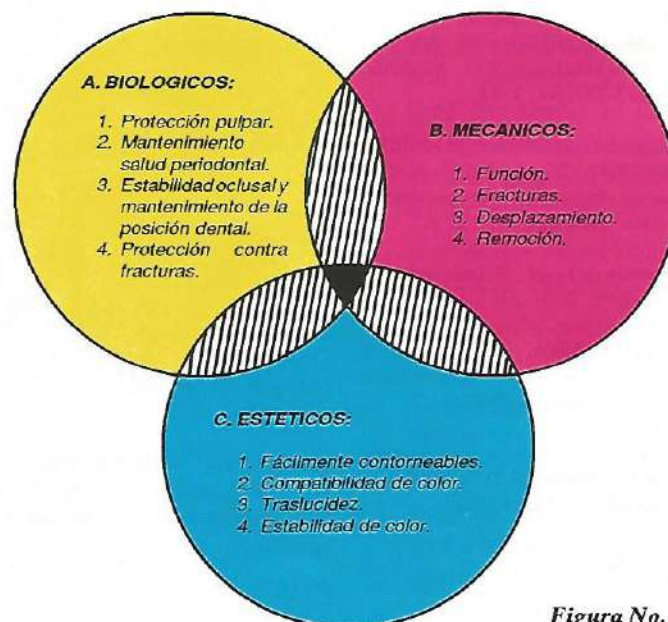 A. BIOLOGICOS:
1. Protección pulpar.
2. Mantenimiento
salud periodontal.
3. Estabilidad oclusal y
mantenimiento de la
posición dental.
4. Protección contra
fracturas.
B. MECANICOS:
1. Función.
2. Fracturas.
3. Desplazamiento.
4. Remoción.
C. ESTETICOS:
1. Fácilmente contorneables.
2. Compatibilidad de color.
3. Traslucidez.
4. Estabilidad de color.
Figura No.